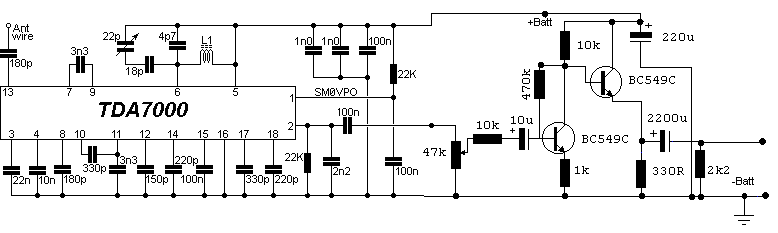 Ant
wire
180p
3n3
22p
18p
4p7
L1
1n0
1n0
100n
22K
SM0VPO
13
7
9
6
5
1
2
TDA7000
3
4
8
10
11
12
14
15
16
17
18
22n
10n
180p
330p
3n3
150p
220p
100n
330p
220p
22K
2n2
100n
100n
47k
10k
10u
+
470k
10k
+Batt
BC549C
BC549C
1k
+
220u
2200u
+
330R
2k2
-Batt